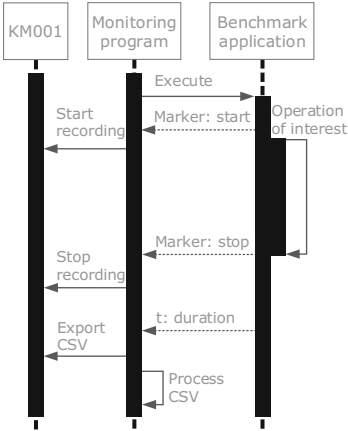 KM001
Monitoring
program
Benchmark
application
Execute
Start
recording
Marker: start
Operation
of interest
Marker: stop
Stop
recording
t: duration
Export
CSV
Process
CSV